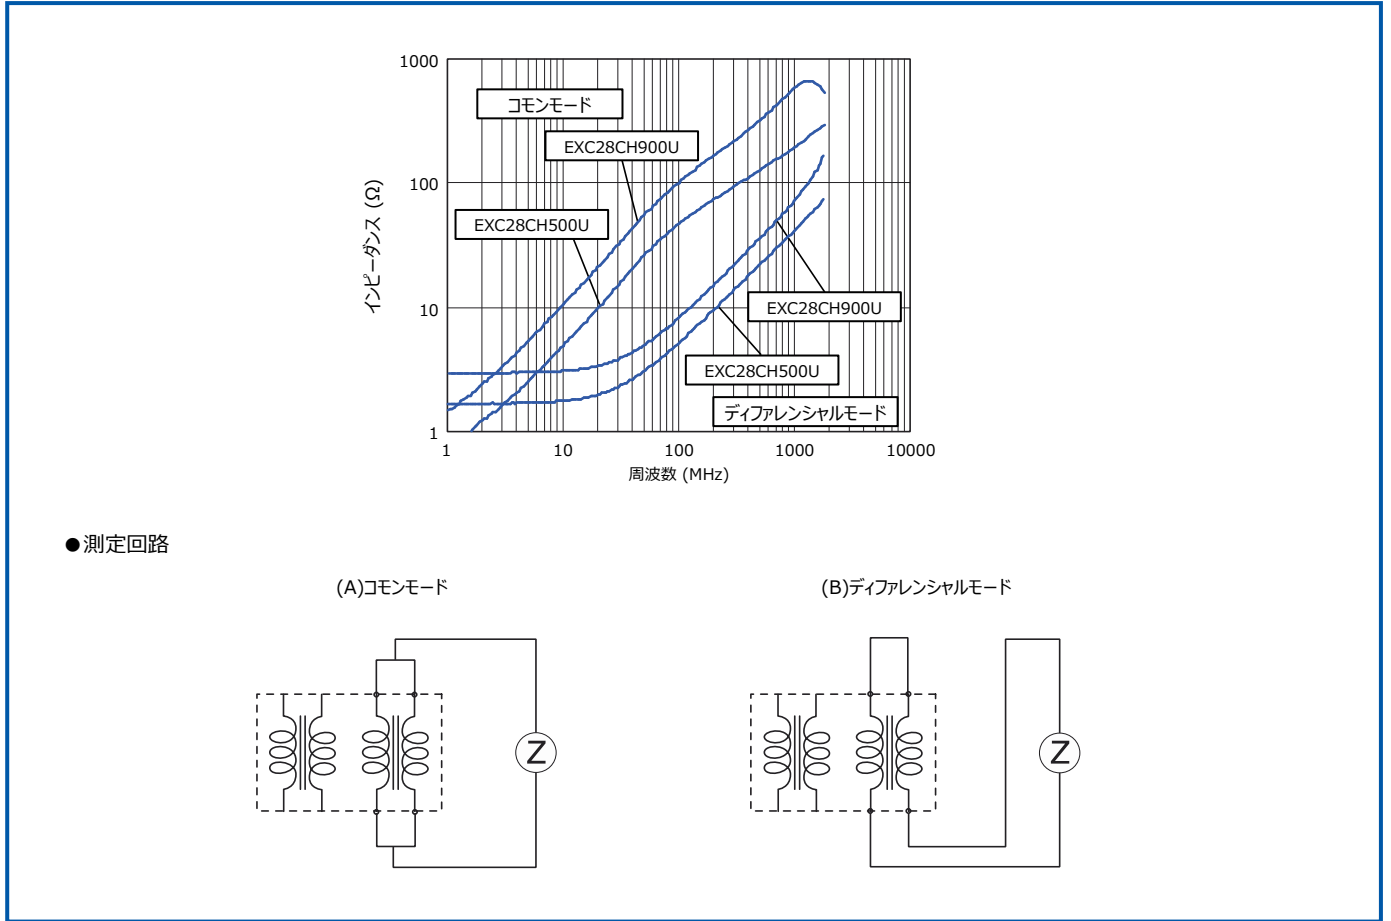 1000
コモンモード
EXC28CH900U
100
EXC28CH500U
インピーダンス (Ω)
10
EXC28CH900U
EXC28CH500U
ディファレンシャルモード
1
1 10 100 1000 10000
周波数 (MHz)
●測定回路
(A)コモンモード (B)ディファレンシャルモード
Z Z